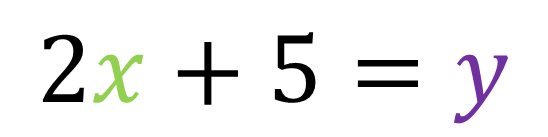 2x + 5 = y